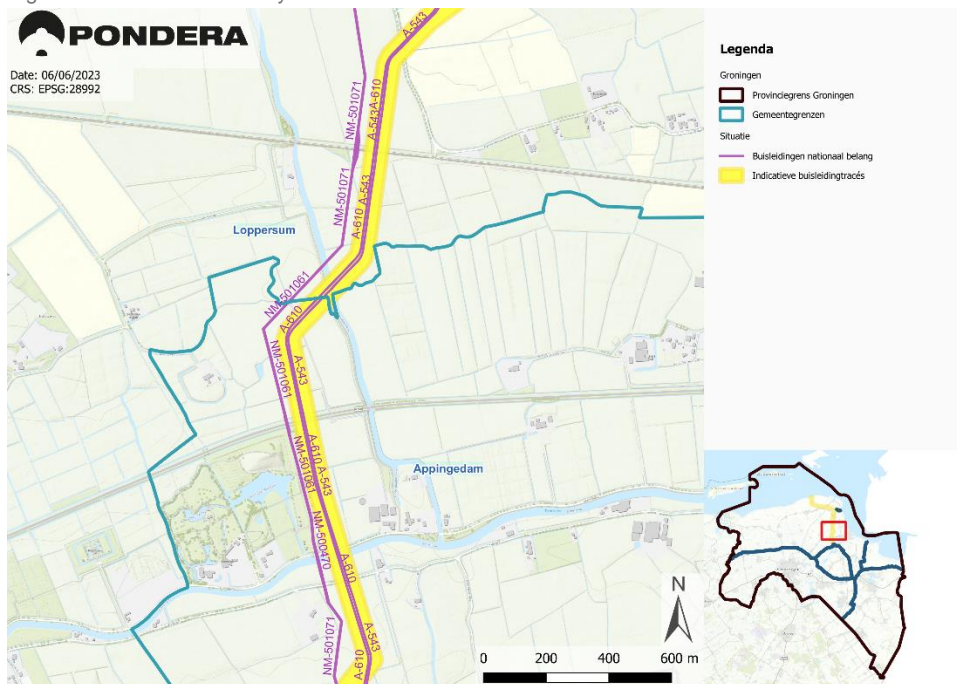 PONDERA
Date: 06/06/2023
CRS: EPSG:28992
A-543
NM-501071
A-543
A-610
NM-501071
A-543
A-610
Loppersum
NM-501061
A-610
NM-501061
A-543
NM-501061
A-610
A-543
Appingedam
NM-500470
A-610
NM-501071
A-543
A-610
N
0 200 400 600 m
Legenda
Groningen
Provinciegrens Groningen
Gemeentegrenzen
Situatie
Buisleidingen nationaal belang
Indicatieve buisleidingtracés